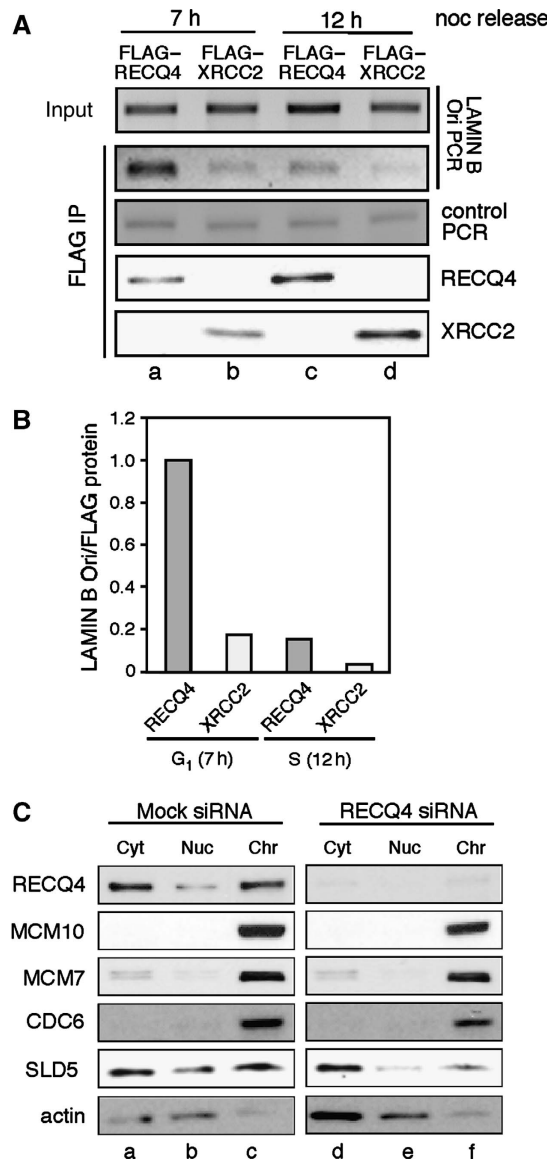 A
7 h 12 h noc release
FLAG– FLAG– FLAG– FLAG–
RECQ4 XRCC2 RECQ4 XRCC2
Input
LAMIN B
Ori PCR
FLAG IP
control
PCR
RECQ4
XRCC2
a b c d
B
LAMIN B Ori/FLAG protein
1.2
1.0
0.8
0.6
0.4
0.2
0
RECQ4 XRCC2 RECQ4 XRCC2
G1 (7 h) S (12 h)
C
Mock siRNA RECQ4 siRNA
Cyt Nuc Chr Cyt Nuc Chr
RECQ4
MCM10
MCM7
CDC6
SLD5
actin
a b c d e f